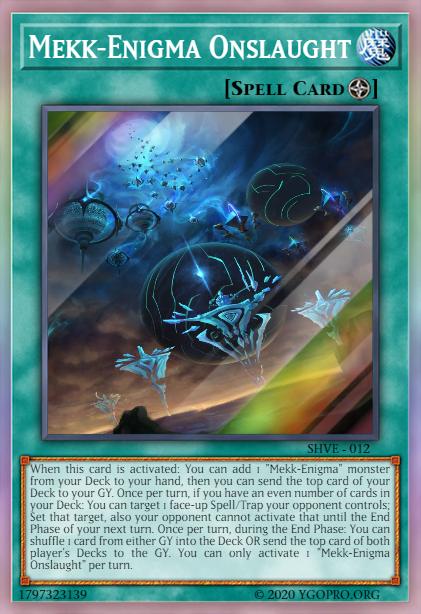 MEKK-ENIGMA ONSLAUGHT
魔
[SPELL CARD]
SHVE - 012
When this card is activated: You can add 1 "Mekk-Enigma" monster
from your Deck to your hand, then you can send the top card of your
Deck to your GY. Once per turn, if you have an even number of cards in
your Deck: You can target 1 face-up Spell/Trap your opponent controls;
Set that target, also your opponent cannot activate that until the End
Phase of your next turn. Once per turn, during the End Phase: You can
shuffle 1 card from either GY into the Deck OR send the top card of both
player's Decks to the GY. You can only activate 1 "Mekk-Enigma
Onslaught" per turn.
1797323139
© 2020 YGOPRO.ORG